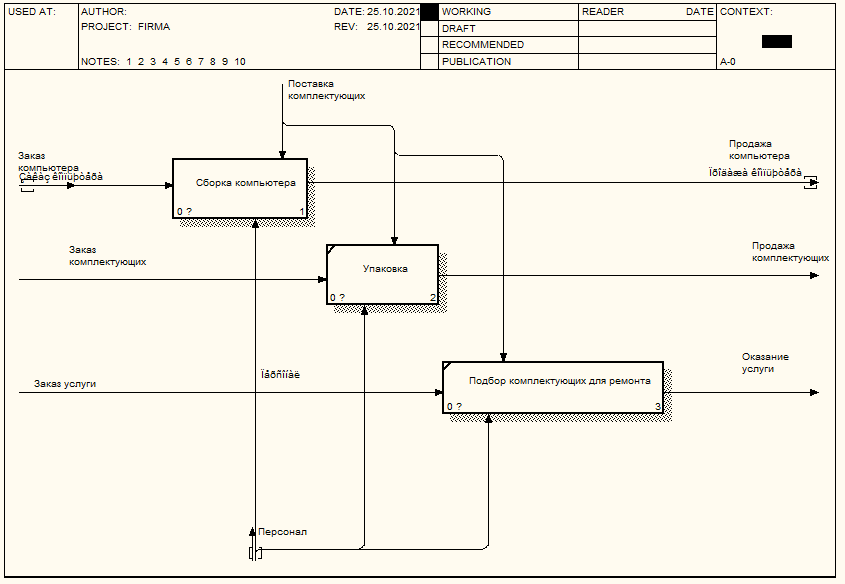 USED AT:
AUTHOR:
DATE: 25.10.2021
WORKING
READER
DATE
CONTEXT:
PROJECT: FIRMA
REV: 25.10.2021
DRAFT
RECOMMENDED
NOTES: 1 2 3 4 5 6 7 8 9 10
PUBLICATION
A-0
Поставка
комплектующих
Заказ
компьютера
Продажа
компьютера
Сборка компьютера
0 ?
1
Заказ
комплектующих
Упаковка
0 ?
2
Продажа
комплектующих
Заказ услуги
Ïåðñîíàë
Подбор комплектующих для ремонта
0 ?
3
Оказание
услуги
Персонал